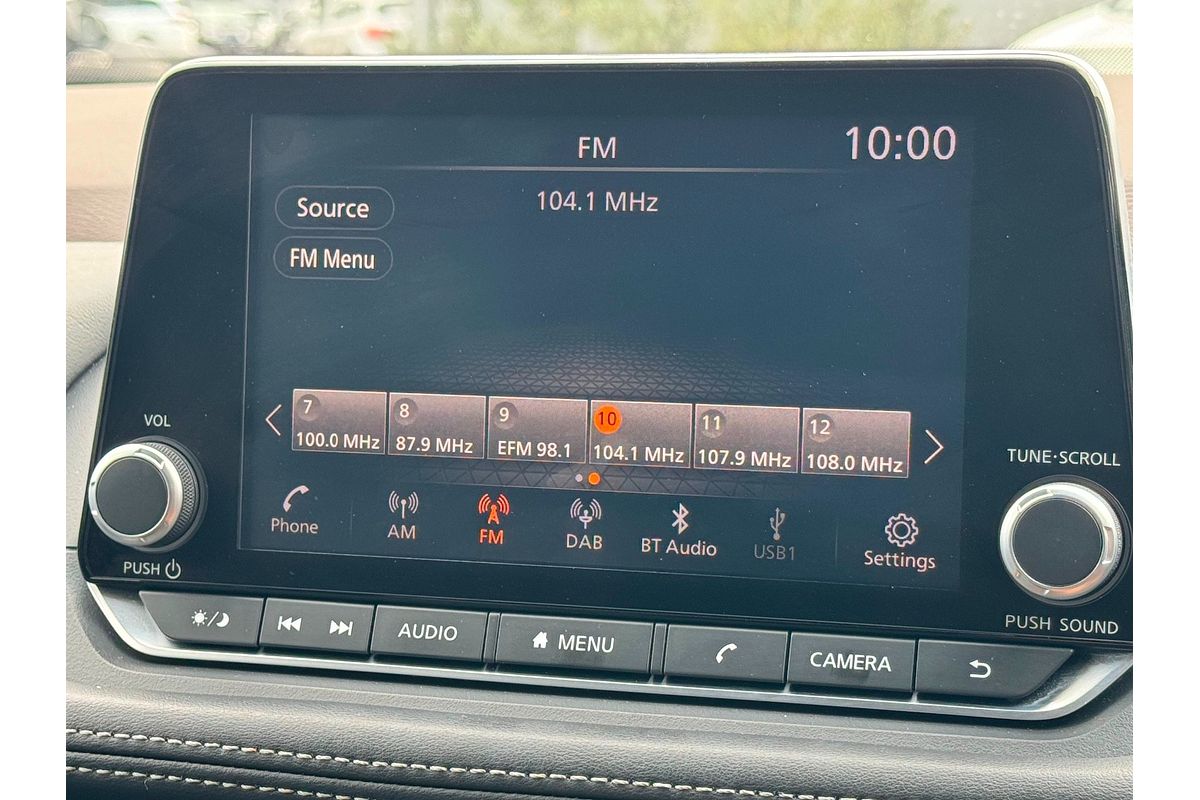 FM
10:00
Source
104.1 MHz
FM Menu
7
100.0 MHz
8
87.9 MHz
9
EFM 98.1
10
104.1 MHz
11
107.9 MHz
12
108.0 MHz
VOL
TUNE·SCROLL
Phone
AM
FM
DAB
BT Audio
USB1
Settings
PUSH
PUSH SOUND
AUDIO
MENU
CAMERA